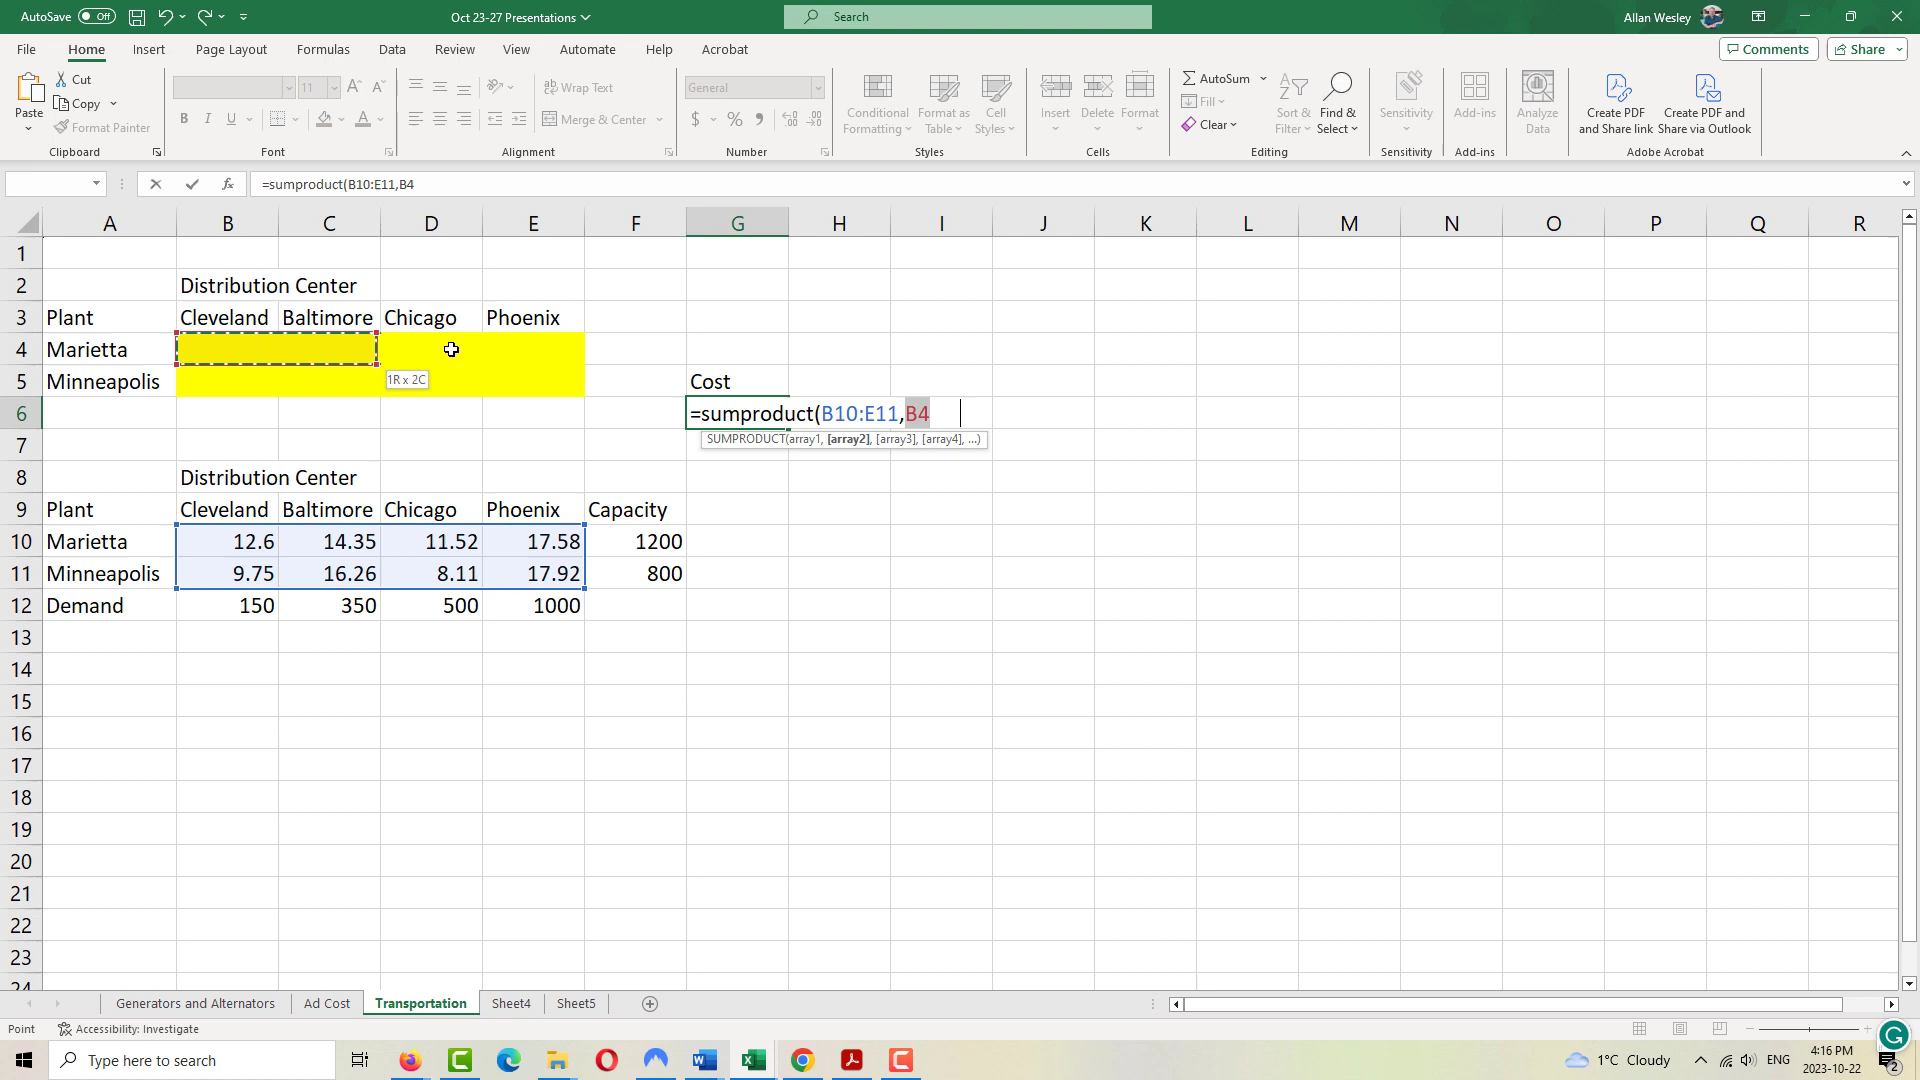 AutoSave Off Oct 23-27 Presentations Search Allan Wesley
File Home Insert Page Layout Formulas Data Review View Automate Help Acrobat Comments Share
Paste Cut Copy Format Painter
11 Wrap Text Merge & Center
General
Conditional Formatting Format as Table Cell Styles
Insert Delete Format
AutoSum Fill Clear Sort & Filter Find & Select
Sensitivity Add-ins Analyze Data Create PDF and Share link Create PDF and Share via Outlook
Clipboard Font Alignment Number Styles Cells Editing Sensitivity Add-ins Adobe Acrobat
=sumproduct(B10:E11,B4
A B C D E F G H I J K L M N O P Q R
1
2 Distribution Center
3 Plant Cleveland Baltimore Chicago Phoenix
4 Marietta
1R x 2C
5 Minneapolis Cost
6 =sumproduct(B10:E11,B4
SUMPRODUCT(array1, [array2], [array3], [array4], ...)
7
8 Distribution Center
9 Plant Cleveland Baltimore Chicago Phoenix Capacity
10 Marietta 12.6 14.35 11.52 17.58 1200
11 Minneapolis 9.75 16.26 8.11 17.92 800
12 Demand 150 350 500 1000
13
14
15
16
17
18
19
20
21
22
23
24
Generators and Alternators Ad Cost Transportation Sheet4 Sheet5
Point Accessibility: Investigate
Type here to search 1°C Cloudy ENG 4:16 PM
2023-10-22 2